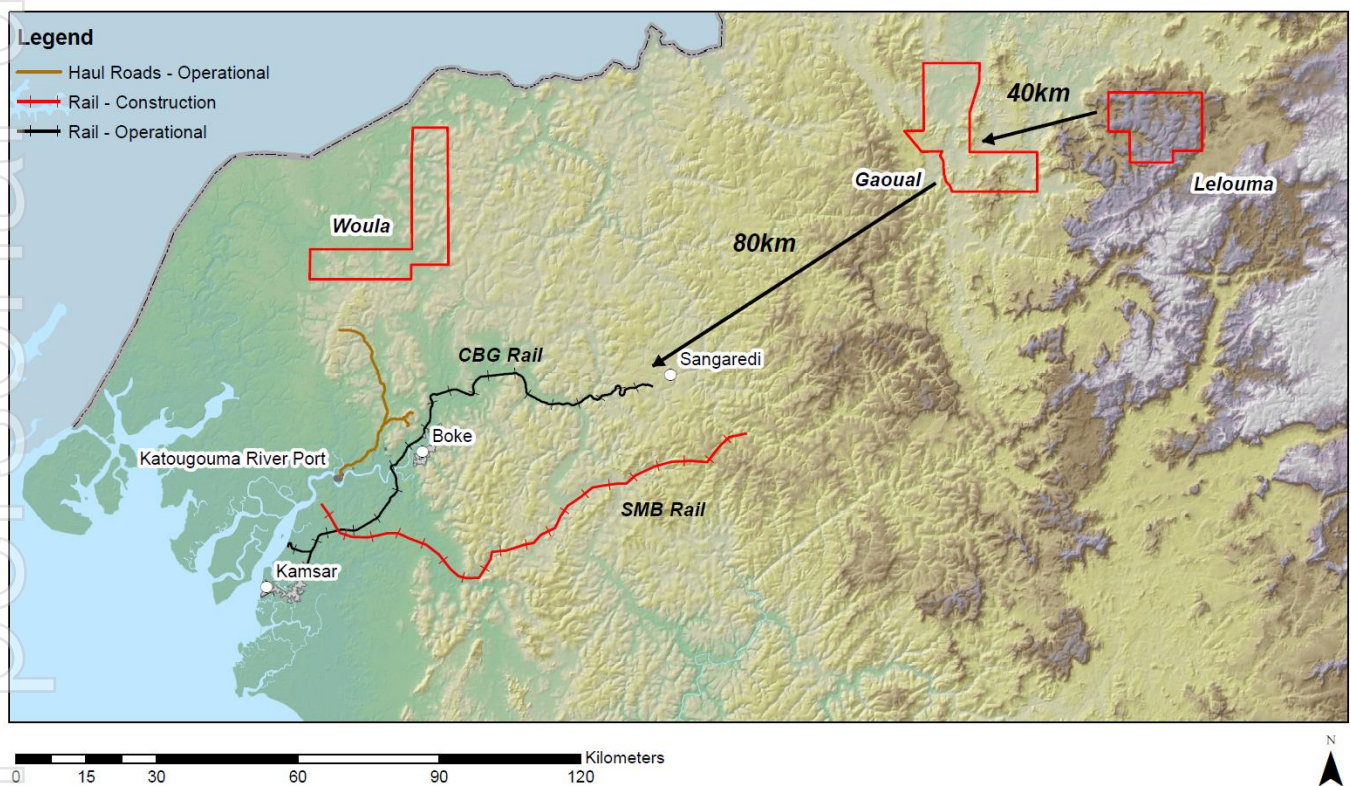 Legend
Haul Roads - Operational
Rail - Construction
Rail - Operational
40km
Gaoual
Lelouma
Woula
80km
CBG Rail
Sangaredi
Boke
Katougouma River Port
SMB Rail
Kamsar
Kilometers
0 15 30 60 90 120
N